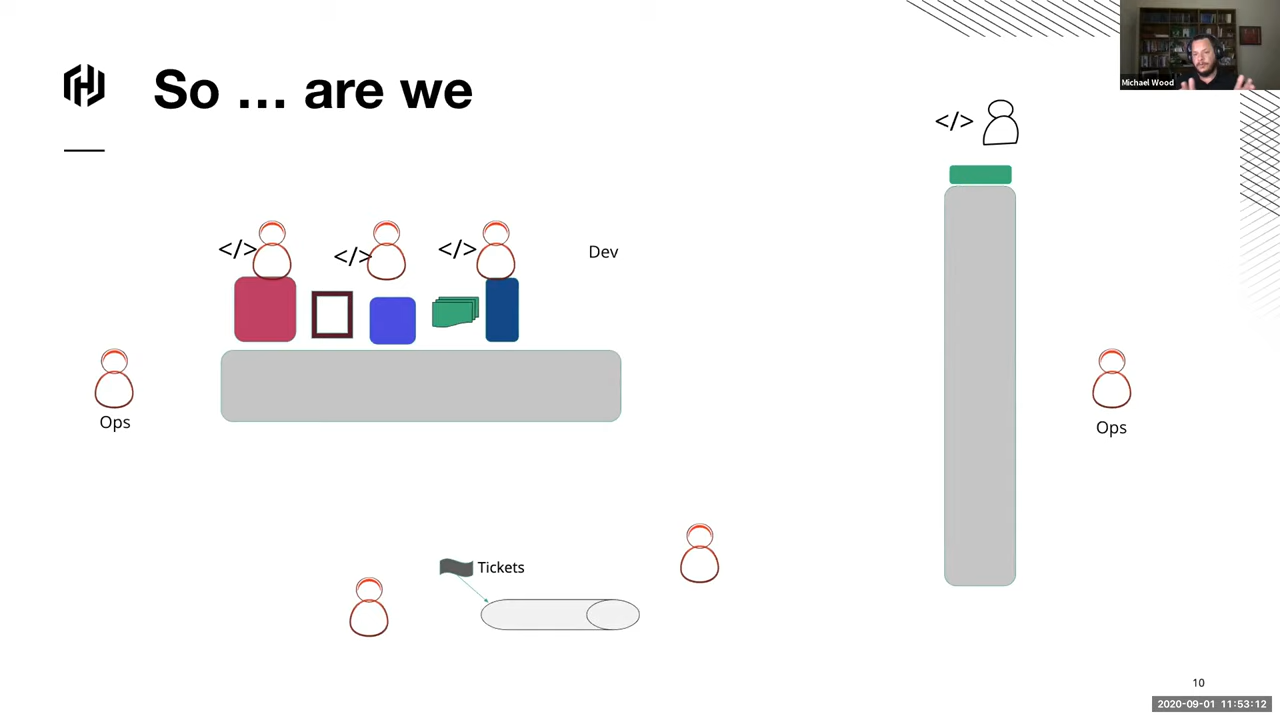 So ... are we
Michael Wood
</>
</>
</>
</>
Dev
Ops
Ops
Tickets
10
2020-09-01 11:53:12